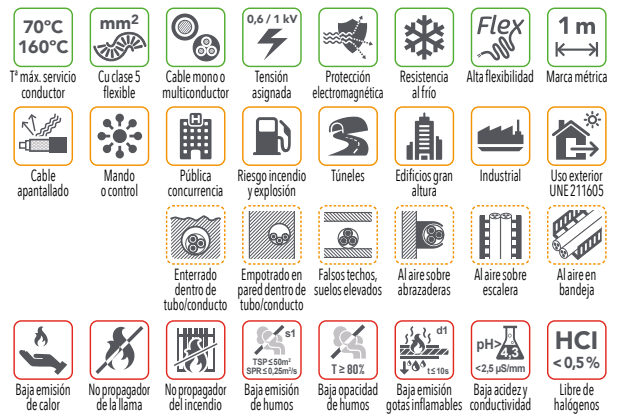 70°C
160°C
Tª máx. servicio
conductor
mm²
Cu clase 5
flexible
Cable mono o
multiconductor
0,6 / 1 kV
Tensión
asignada
Protección
electromagnética
Resistencia
al frío
Flex
Alta flexibilidad
1 m
Marca métrica
Cable
apantallado
Mando
o control
H
Pública
concurrencia
Riesgo incendio
y explosión
Túneles
Edificios gran
altura
Industrial
Uso exterior
UNE 211605
Enterrado
dentro de
tubo/conducto
Empotrado en
pared dentro de
tubo/conducto
Falsos techos,
suelos elevados
Al aire sobre
abrazaderas
Al aire sobre
escalera
Al aire en
bandeja
Baja emisión
de calor
No propagador
de la llama
No propagador
del incendio
s1
TSP≤50m²
SPR≤0,25m²/s
Baja emisión
de humos
T≥80%
Baja opacidad
de humos
d1
t≤10s
Baja emisión
gotas inflamables
pH>4,3
<2,5 µS/mm
Baja acidez y
conductividad
HCl
<0,5%
Libre de
halógenos